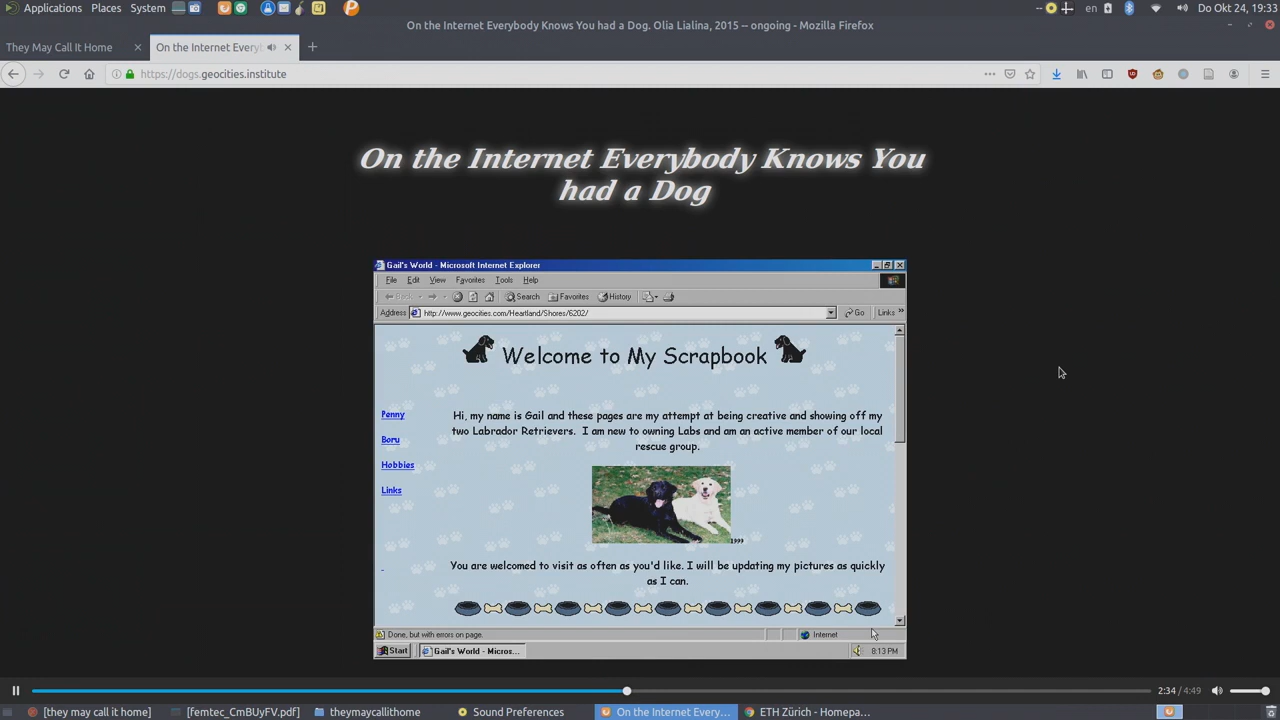 Applications Places System
en
Do Okt 24, 19:33
On the Internet Everybody Knows You had a Dog. Olia Lialina, 2015 -- ongoing - Mozilla Firefox
They May Call It Home
On the Internet Every
https://dogs.geocities.institute
On the Internet Everybody Knows You
had a Dog
Gail's World - Microsoft Internet Explorer
File Edit View Favorites Tools Help
Back Search Favorites History
Address http://www.geocities.com/Heartland/Shores/6202/ Go Links »
Welcome to My Scrapbook
Penny
Boru
Hobbies
Links
Hi, my name is Gail and these pages are my attempt at being creative and showing off my
two Labrador Retrievers. I am new to owning Labs and am an active member of our local
rescue group.
1999
You are welcomed to visit as often as you'd like. I will be updating my pictures as quickly
as I can.
Done, but with errors on page.
Internet
Start
Gail's World - Micros...
8:13 PM
2:34 / 4:49
[they may call it home]
[femtec_CmBUyFV.pdf]
theymaycallithome
Sound Preferences
On the Internet Every...
ETH Zürich - Homepa...